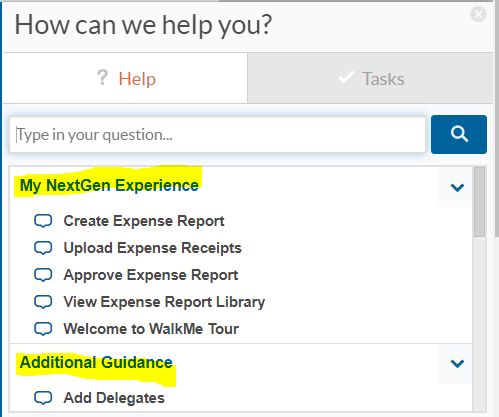 How can we help you?
? Help
Tasks
Type in your question...
My NextGen Experience
Create Expense Report
Upload Expense Receipts
Approve Expense Report
View Expense Report Library
Welcome to WalkMe Tour
Additional Guidance
Add Delegates